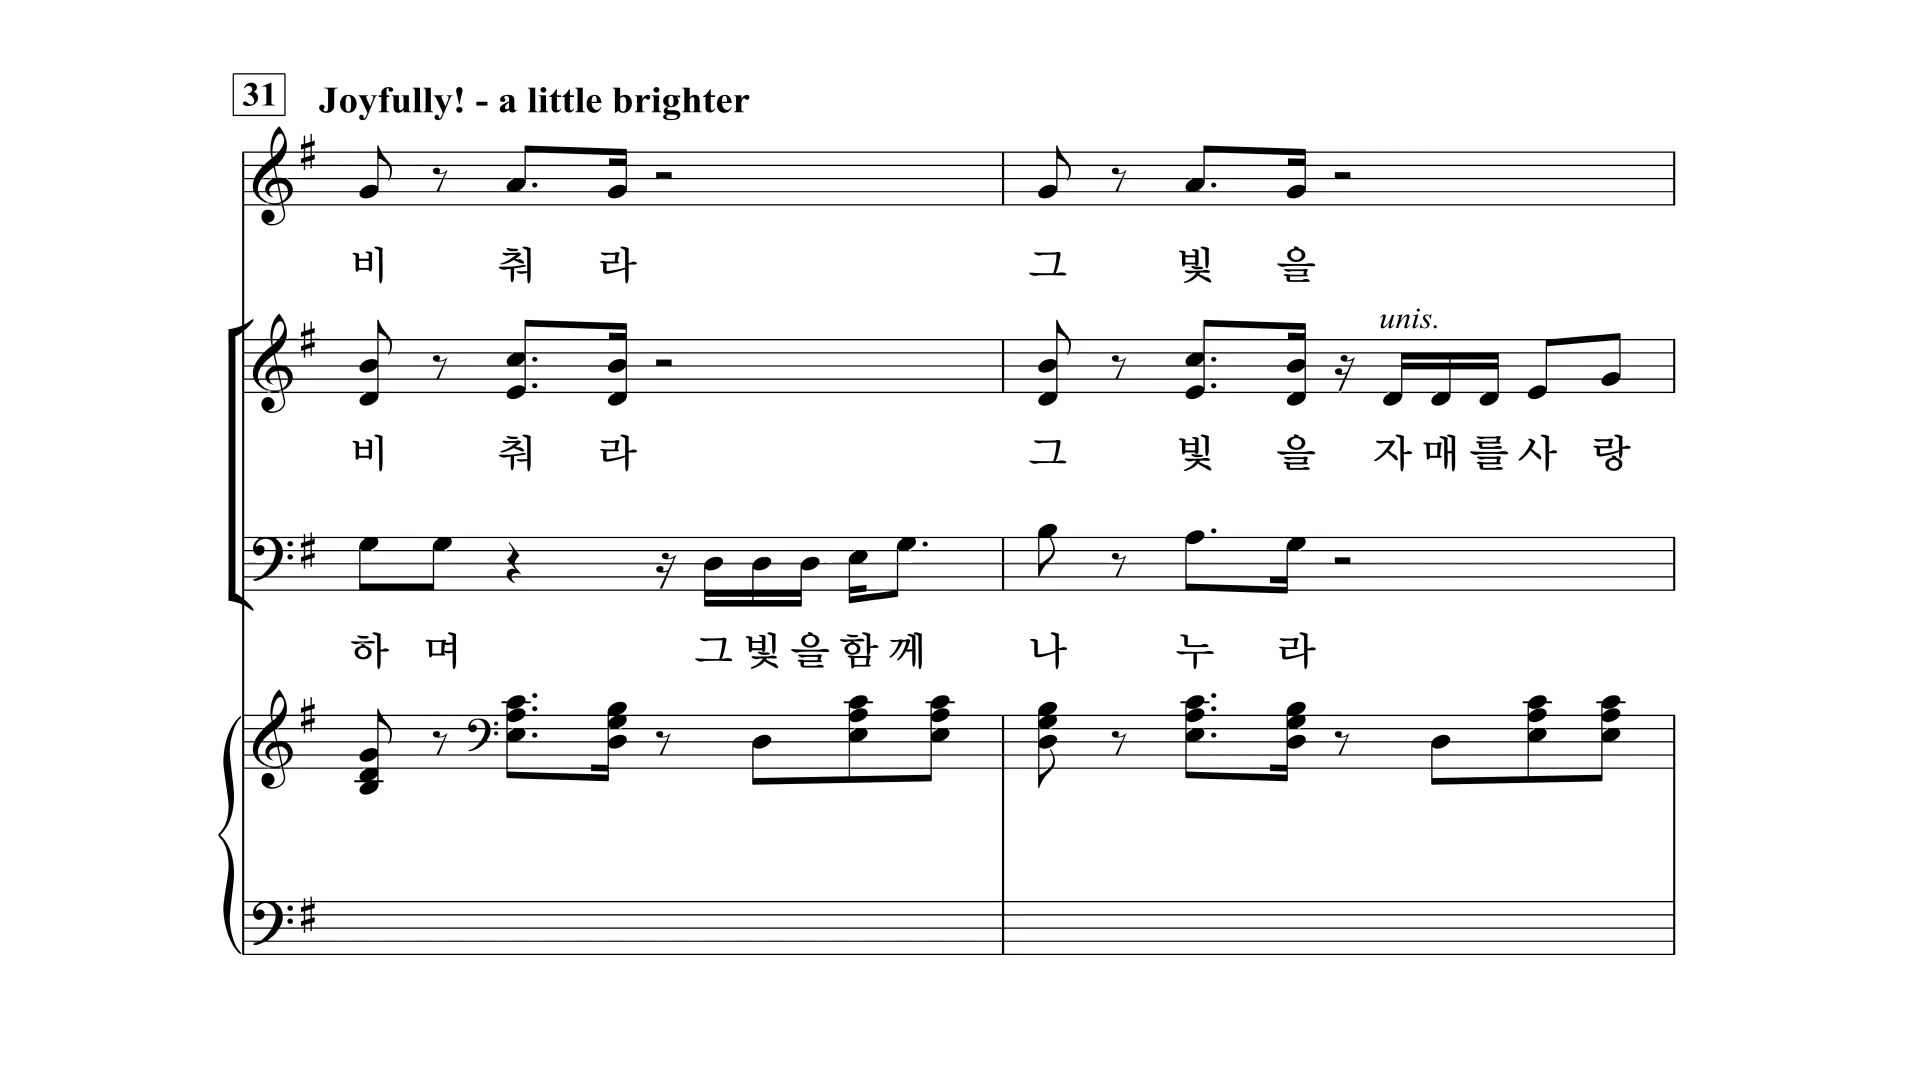 31 Joyfully! - a little brighter
비 춰 라 그 빛 을
unis.
비 춰 라 그 빛 을 자 매 를 사 랑
하 며 그 빛 을 함 께 나 누 라